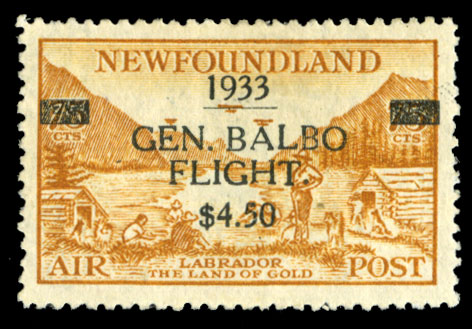 NEWFOUNDLAND
1933
75 75
CTS. CTS.
GEN. BALBO
FLIGHT.
$4.50
LABRADOR
AIR THE LAND OF GOLD POST